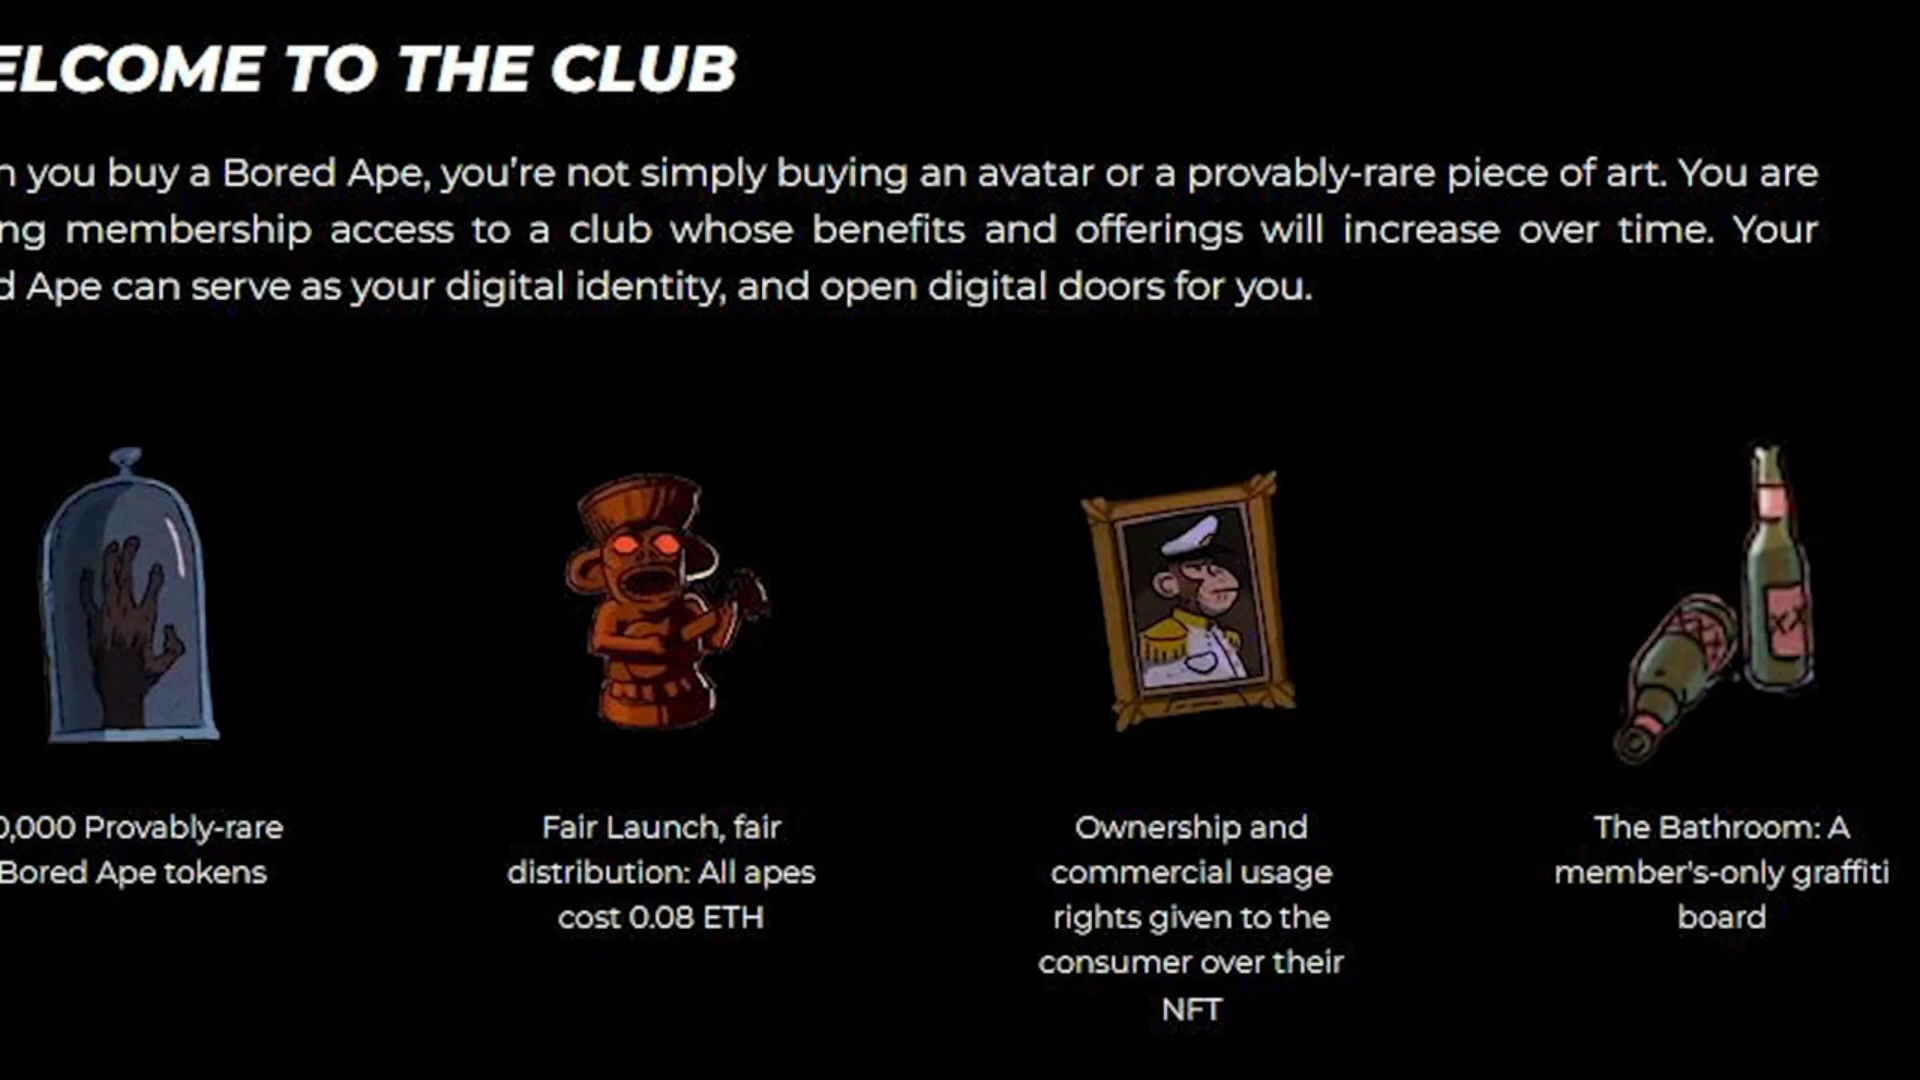 ELCOME TO THE CLUB
n you buy a Bored Ape, you're not simply buying an avatar or a provably-rare piece of art. You are
ng membership access to a club whose benefits and offerings will increase over time. Your
d Ape can serve as your digital identity, and open digital doors for you.
0,000 Provably-rare
Bored Ape tokens
Fair Launch, fair
distribution: All apes
cost 0.08 ETH
Ownership and
commercial usage
rights given to the
consumer over their
NFT
XX
The Bathroom: A
member's-only graffiti
board